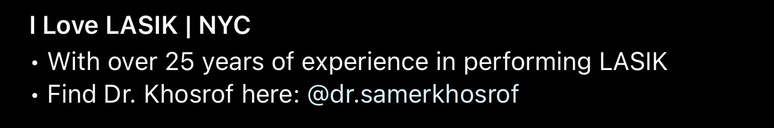 I Love LASIK | NYC
• With over 25 years of experience in performing LASIK
• Find Dr. Khosrof here: @dr.samerkhosrof